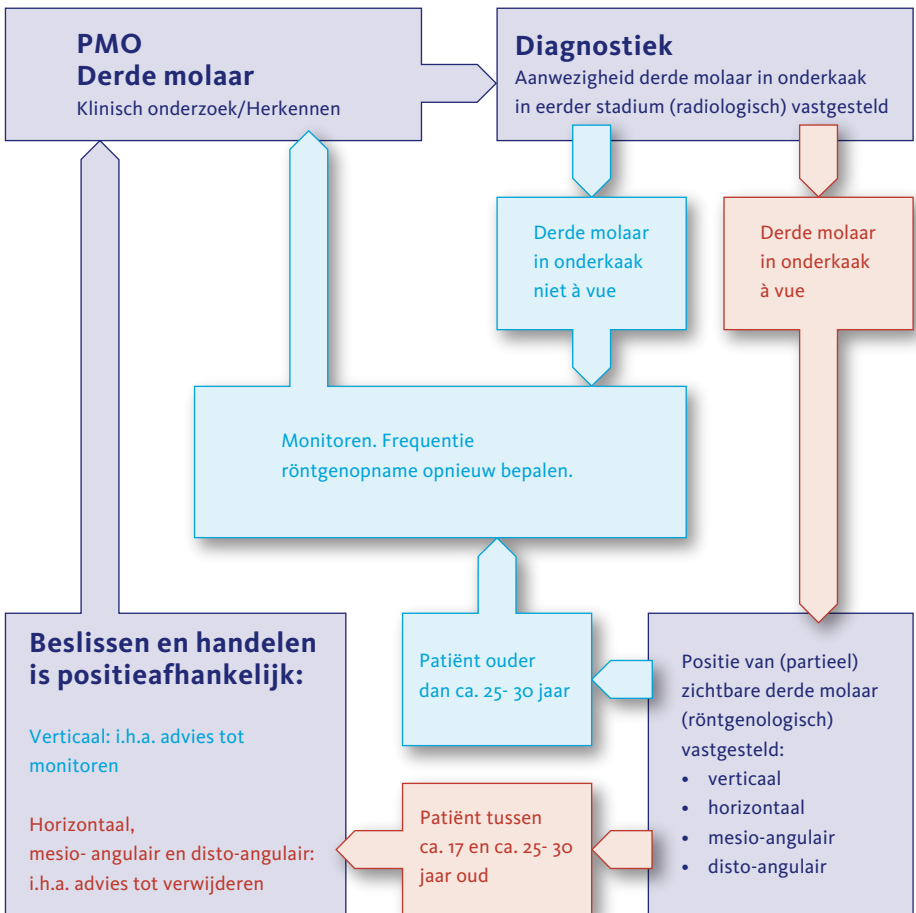 PMO
Derde molaar
Klinisch onderzoek/Herkennen
Diagnostiek
Aanwezigheid derde molaar in onderkaak
in eerder stadium (radiologisch) vastgesteld
Derde molaar
in onderkaak
niet à vue
Derde molaar
in onderkaak
à vue
Monitoren. Frequentie
röntgenopname opnieuw bepalen.
Beslissen en handelen
is positieafhankelijk:
Verticaal: i.h.a. advies tot
monitoren
Horizontaal,
mesio- angulair en disto-angulair:
i.h.a. advies tot verwijderen
Patiënt ouder
dan ca. 25- 30 jaar
Patiënt tussen
ca. 17 en ca. 25- 30
jaar oud
Positie van (partieel)
zichtbare derde molaar
(röntgenologisch)
vastgesteld:
• verticaal
• horizontaal
• mesio-angulair
• disto-angulair